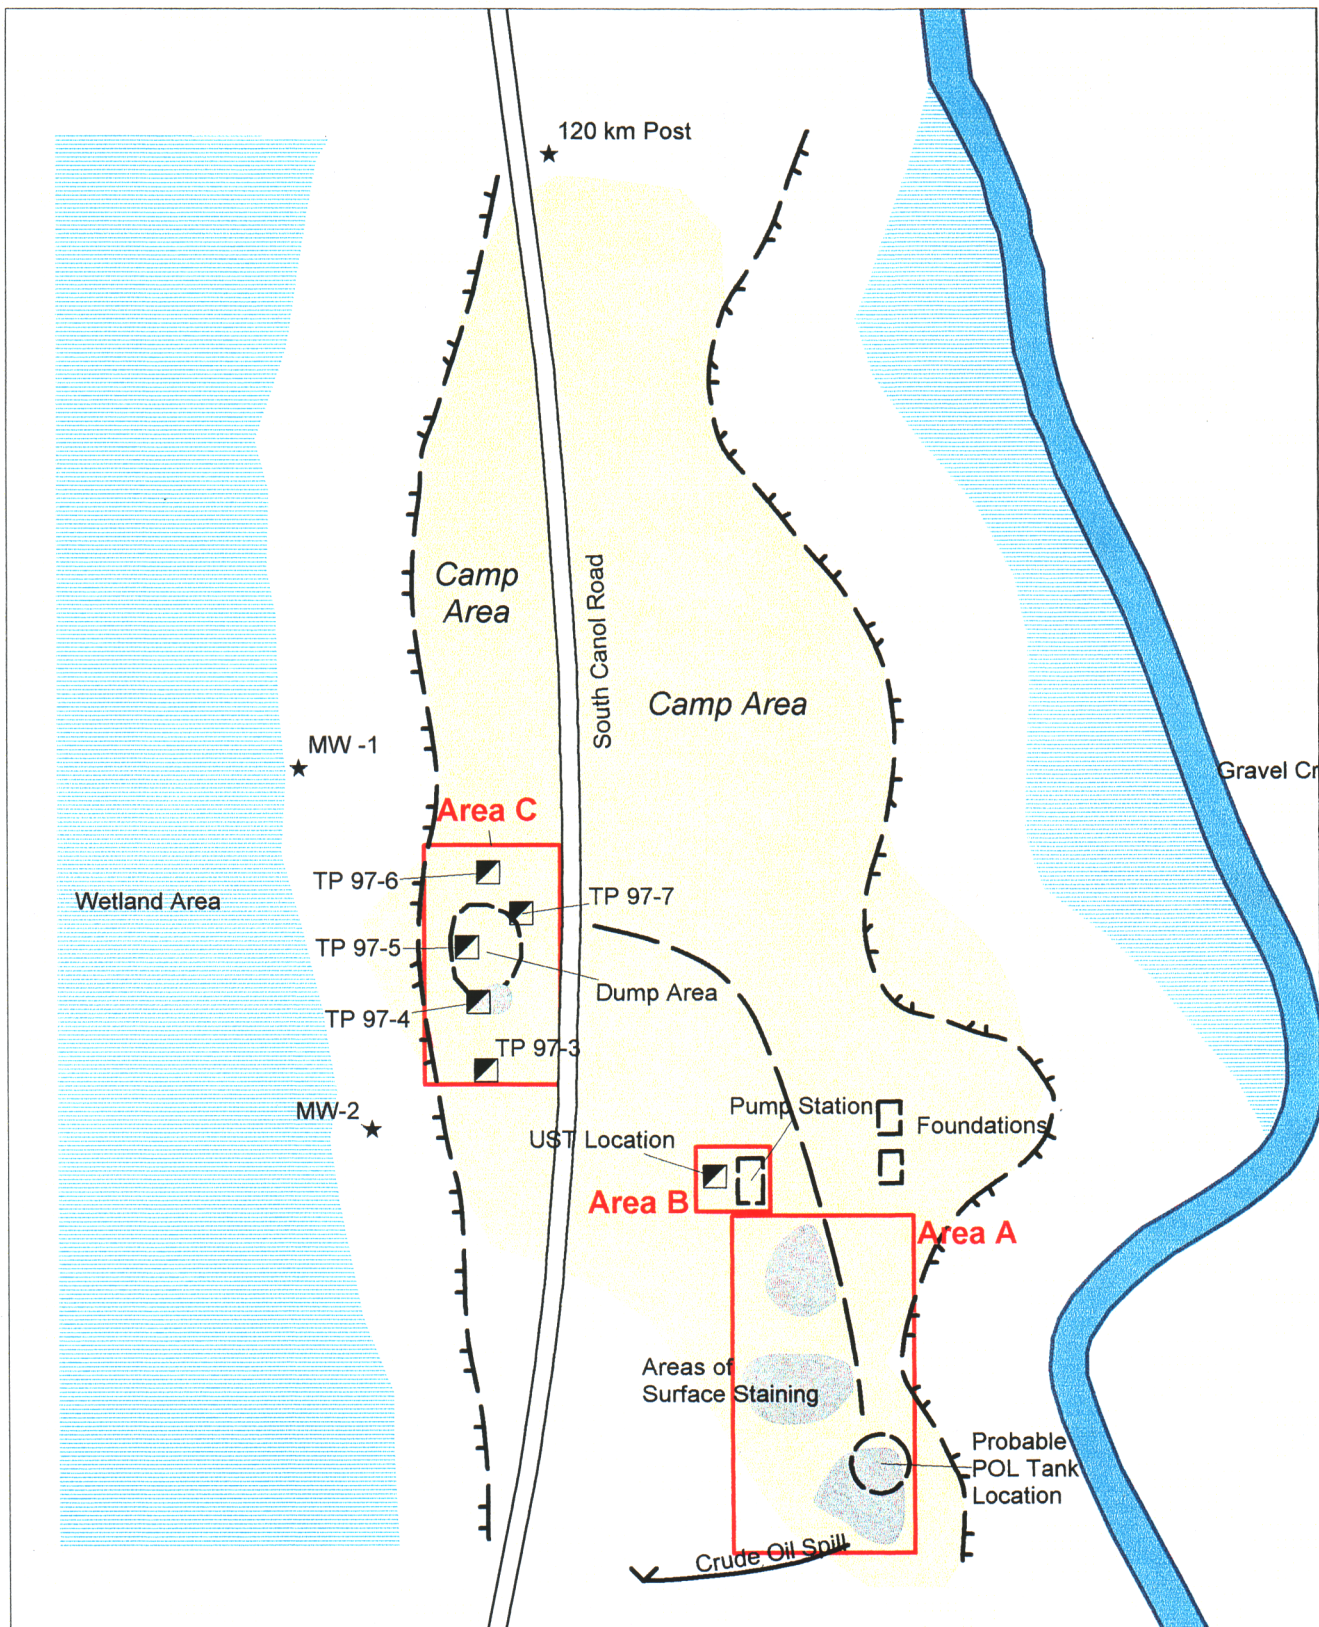 120 km Post
Camp
Area
South Canol Road
Camp Area
MW -1
Gravel Cr
Area C
TP 97-6
TP 97-7
Wetland Area
TP 97-5
Dump Area
TP 97-4
TP 97-3
MW-2
Pump Station
Foundations
UST Location
Area B
Area A
Areas of
Surface Staining
Probable
POL Tank
Location
Crude Oil Spill